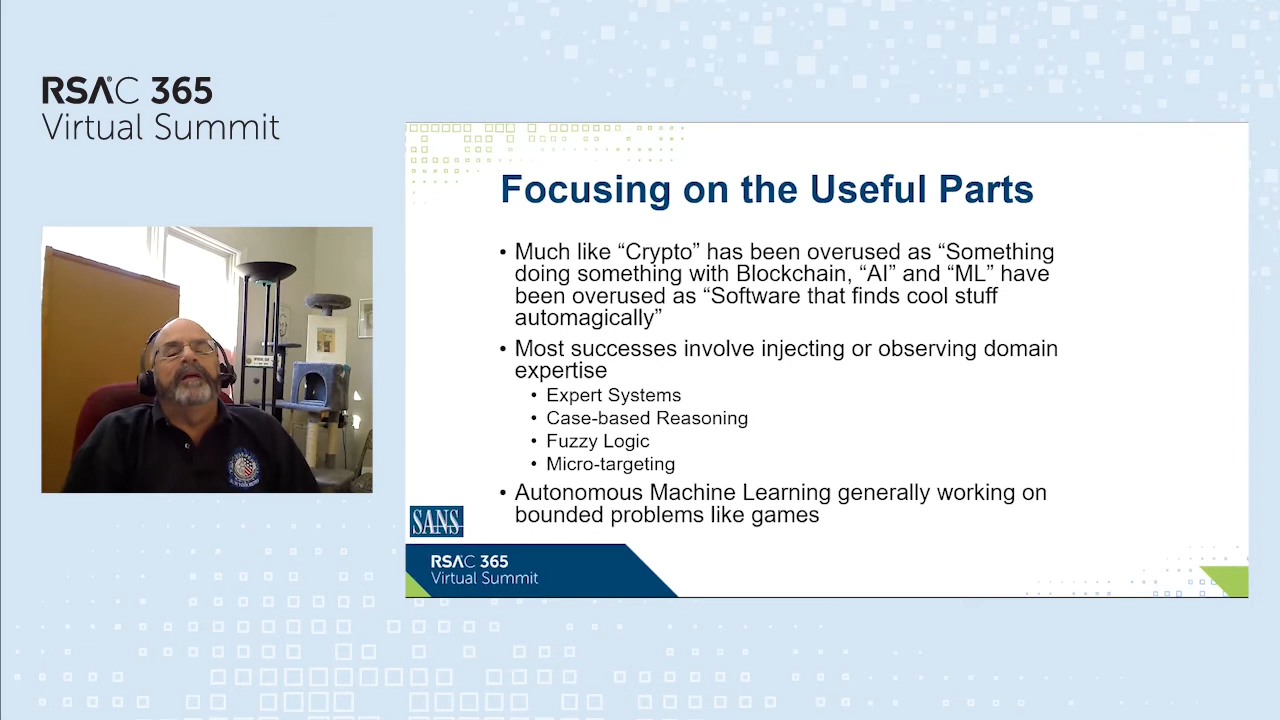 RSAC 365
Virtual Summit
Focusing on the Useful Parts
• Much like “Crypto” has been overused as “Something
doing something with Blockchain, “AI” and “ML” have
been overused as “Software that finds cool stuff
automagically”
• Most successes involve injecting or observing domain
expertise
• Expert Systems
• Case-based Reasoning
• Fuzzy Logic
• Micro-targeting
• Autonomous Machine Learning generally working on
bounded problems like games
SANS
RSAC 365
Virtual Summit